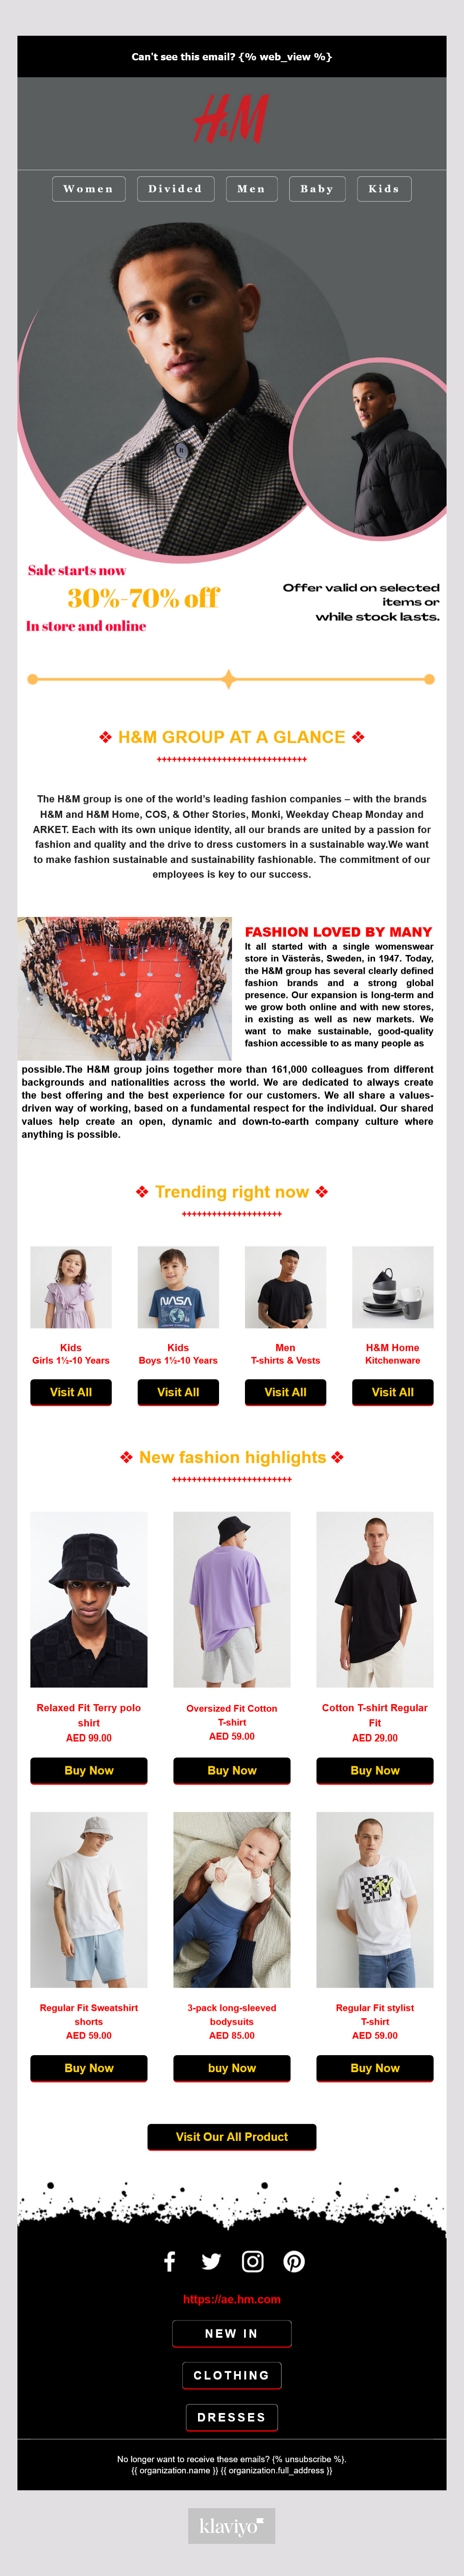 Can't see this email? {% web_view %}
H&M
Women Divided Men Baby Kids
Sale starts now
30%-70% off
In store and online
Offer valid on selected
items or
while stock lasts.
❖ H&M GROUP AT A GLANCE ❖
++++++++++++++++++++++++++++++
The H&M group is one of the world's leading fashion companies – with the brands
H&M and H&M Home, COS, & Other Stories, Monki, Weekday Cheap Monday and
ARKET. Each with its own unique identity, all our brands are united by a passion for
fashion and quality and the drive to dress customers in a sustainable way.We want
to make fashion sustainable and sustainability fashionable. The commitment of our
employees is key to our success.
FASHION LOVED BY MANY
It all started with a single womenswear
store in Västerås, Sweden, in 1947. Today,
the H&M group has several clearly defined
fashion brands and a strong global
presence. Our expansion is long-term and
we grow both online and with new stores,
in existing as well as new markets. We
want to make sustainable, good-quality
fashion accessible to as many people as
possible.The H&M group joins together more than 161,000 colleagues from different
backgrounds and nationalities across the world. We are dedicated to always create
the best offering and the best experience for our customers. We all share a values-
driven way of working, based on a fundamental respect for the individual. Our shared
values help create an open, dynamic and down-to-earth company culture where
anything is possible.
❖ Trending right now ❖
++++++++++++++++++++
NASA
Kids
Girls 1½-10 Years
Visit All
Kids
Boys 1½-10 Years
Visit All
Men
T-shirts & Vests
Visit All
H&M Home
Kitchenware
Visit All
❖ New fashion highlights ❖
++++++++++++++++++++++++
Relaxed Fit Terry polo
shirt
AED 99.00
Buy Now
Oversized Fit Cotton
T-shirt
AED 59.00
Buy Now
Cotton T-shirt Regular
Fit
AED 29.00
Buy Now
Regular Fit Sweatshirt
shorts
AED 59.00
Buy Now
3-pack long-sleeved
bodysuits
AED 85.00
buy Now
Regular Fit stylist
T-shirt
AED 59.00
Buy Now
Visit Our All Product
https://ae.hm.com
NEW IN
CLOTHING
DRESSES
No longer want to receive these emails? {% unsubscribe %}.
{{ organization.name }} {{ organization.full_address }}
klaviyo